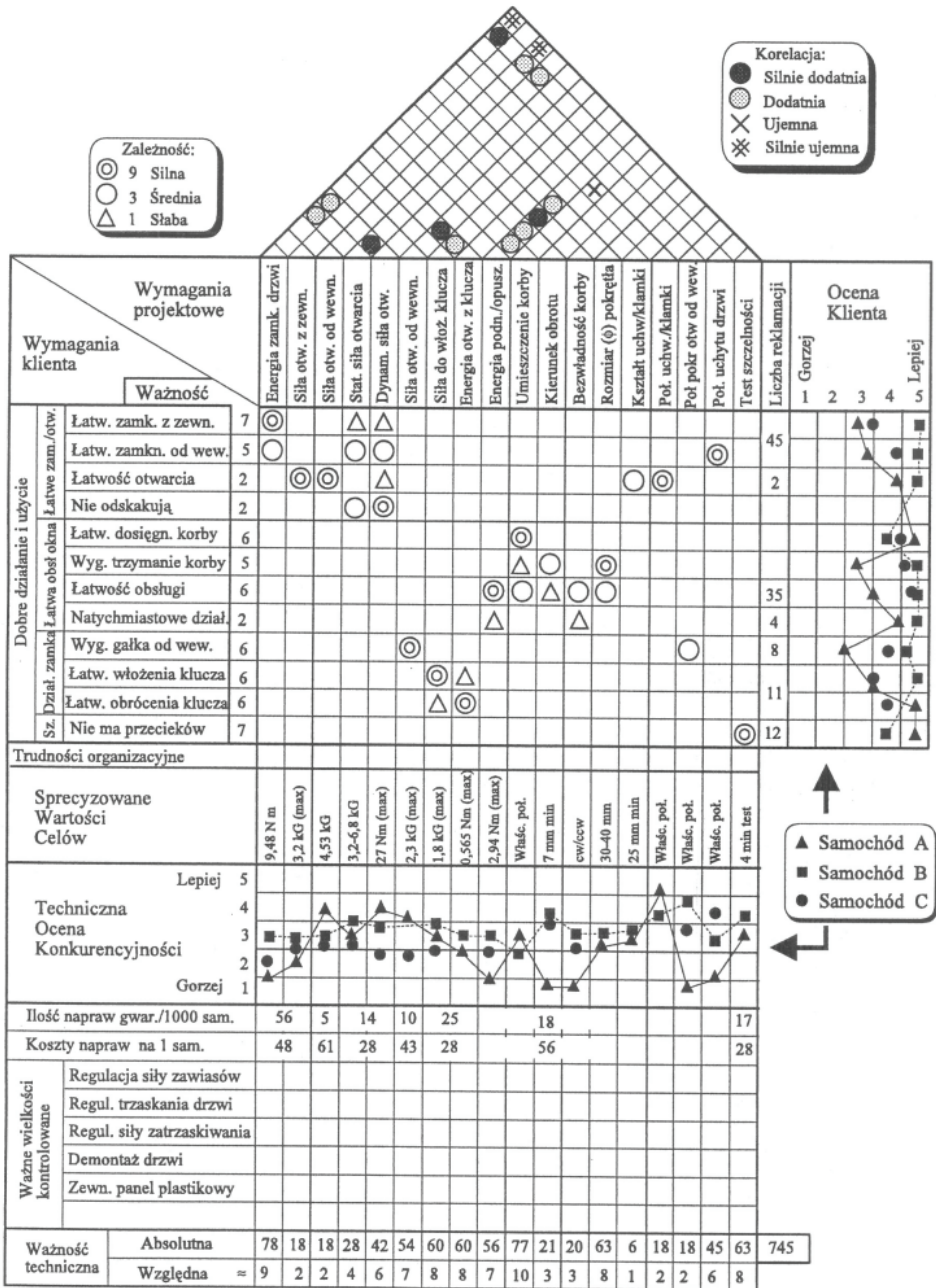 Korelacja:
Silnie dodatnia
Dodatnia
Ujemna
Silnie ujemna
Zależność:
9 Silna
3 Średnia
1 Słaba
Wymagania projektowe
Wymagania klienta
Ważność
Energia zamk. drzwi
Siła otw. z zewn.
Siła otw. od wewn.
Stat. siła otwarcia
Dynam. siła otw.
Siła otw. od wewn.
Siła do włoż. klucza
Energia otw. z klucza
Energia podn./opusz.
Umieszczenie korby
Kierunek obrotu
Bezwładność korby
Rozmiar (ϕ) pokrętła
Kształt uchw/klamki
Poł. uchw./klamki
Poł pokr otw od wew.
Poł. uchytu drzwi
Test szczelności
Liczba reklamacji
Ocena Klienta
Gorzej Lepiej
1 2 3 4 5
Dobre działanie i użycie
Łatwe zam./otw.
Łatw. zamk. z zewn. 7
45
Łatw. zamkn. od wew. 5
Łatwość otwarcia 2 2
Nie odskakują 2
Łatwa obsł okna
Łatw. dosięgn. korby 6
Wyg. trzymanie korby 5
Łatwość obsługi 6 35
Natychmiastowe dział. 2 4
Dział. zamka
Wyg. gałka od wew. 6 8
Łatw. włożenia klucza 6
11
Łatw. obrócenia klucza 6
Sz.
Nie ma przecieków 7 12
Trudności organizacyjne
Sprecyzowane
Wartości
Celów
9,48 N m
3,2 kG (max)
4,53 kG
3,2-6,8 kG
27 Nm (max)
2,3 kG (max)
1,8 kG (max)
0,565 Nm (max)
2,94 Nm (max)
Właśc. poł.
7 mm min
cw/ccw
30-40 mm
25 mm min
Właśc. poł.
Właśc. poł.
Właśc. poł.
4 min test
Samochód A
Samochód B
Samochód C
Techniczna
Ocena
Konkurencyjności
Lepiej 5
4
3
2
Gorzej 1
Ilość napraw gwar./1000 sam. 56 5 14 10 25 18 17
Koszty napraw na 1 sam. 48 61 28 43 28 56 28
Ważne wielkości kontrolowane
Regulacja siły zawiasów
Regul. trzaskania drzwi
Regul. siły zatrzaskiwania
Demontaż drzwi
Zewn. panel plastikowy
Ważność techniczna
Absolutna 78 18 18 28 42 54 60 60 56 77 21 20 63 6 18 18 45 63 745
Względna ≈ 9 2 2 4 6 7 8 8 7 10 3 3 8 1 2 2 6 8